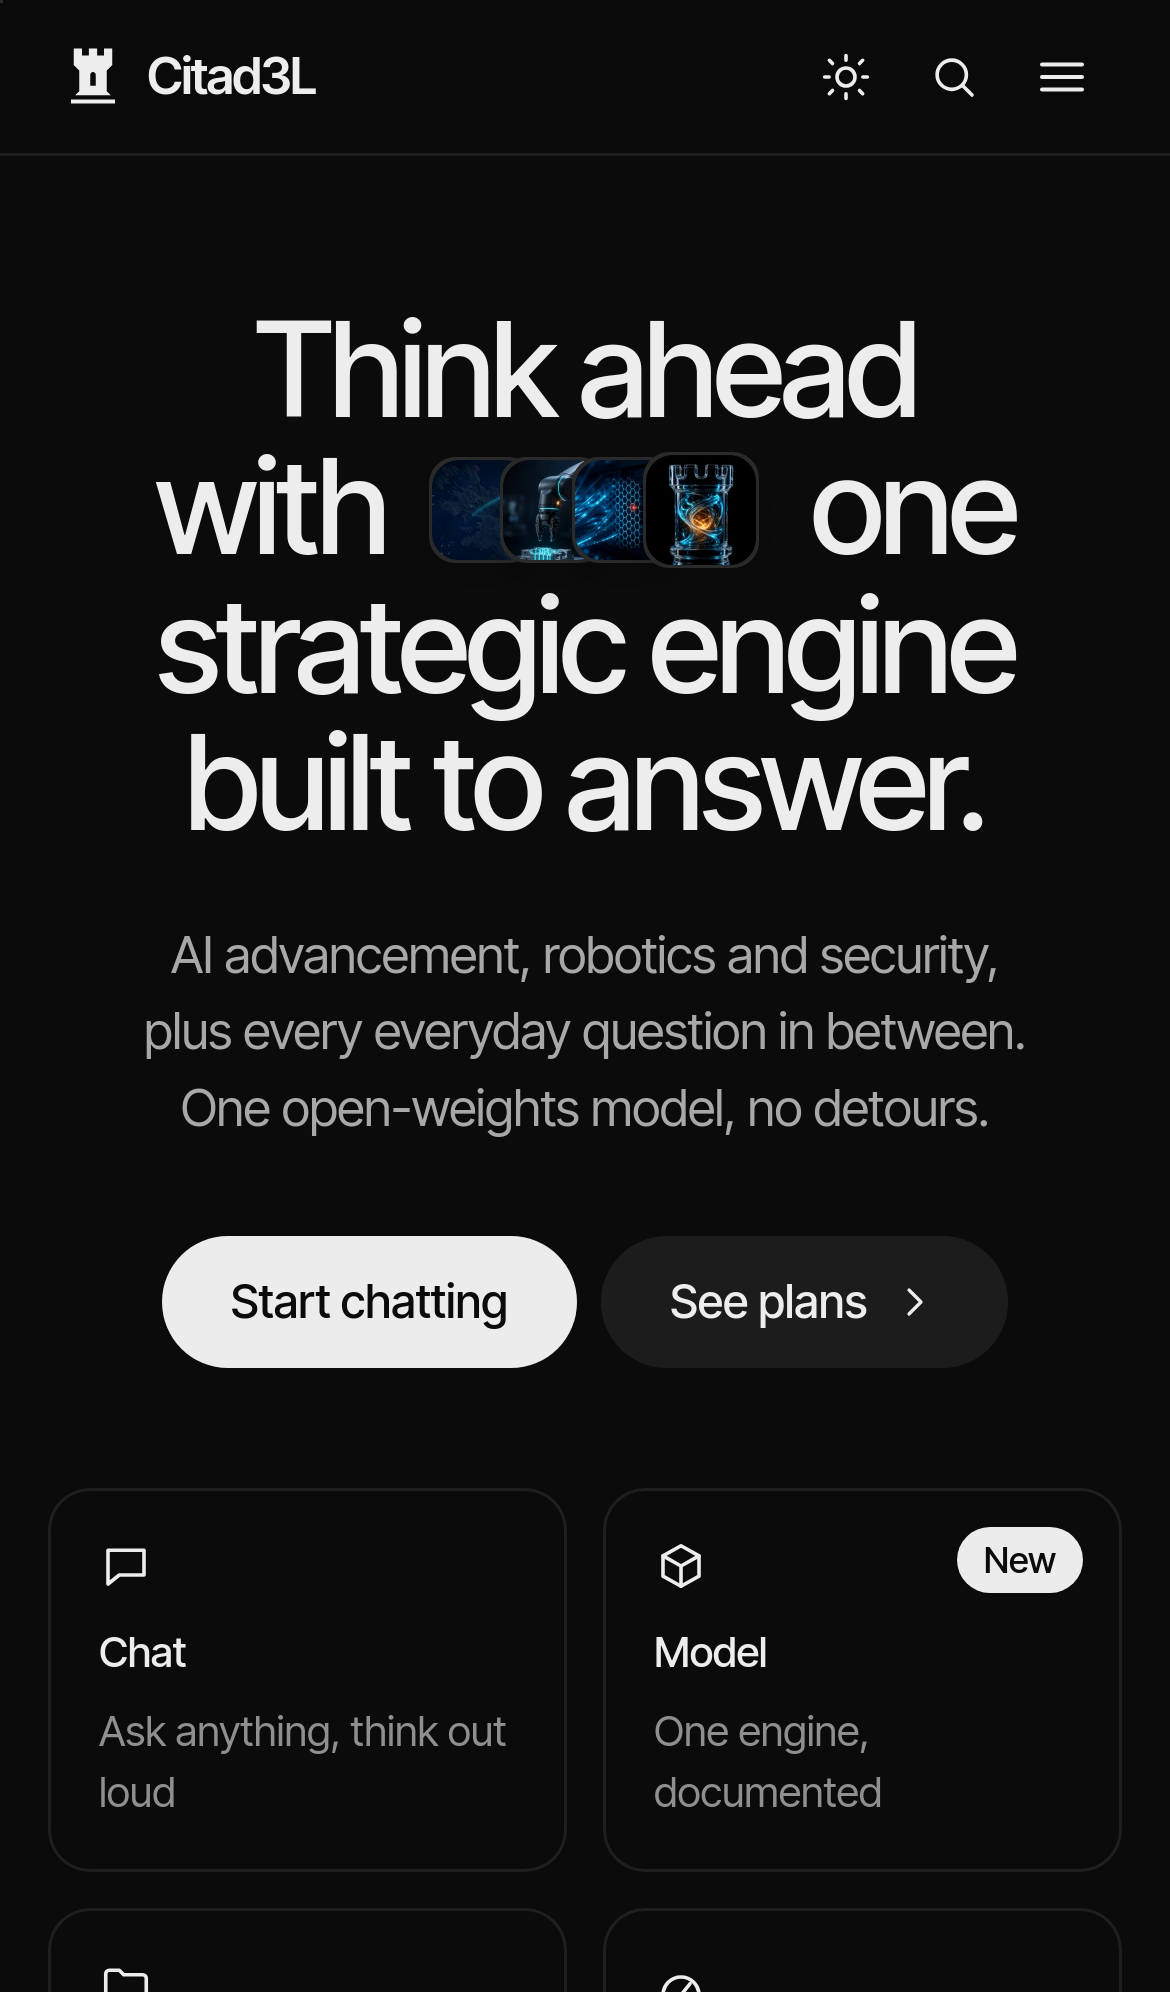 Citad3L
Think ahead
with one
strategic engine
built to answer.
AI advancement, robotics and security,
plus every everyday question in between.
One open-weights model, no detours.
Start chatting
See plans
New
Chat
Ask anything, think out
loud
Model
One engine,
documented